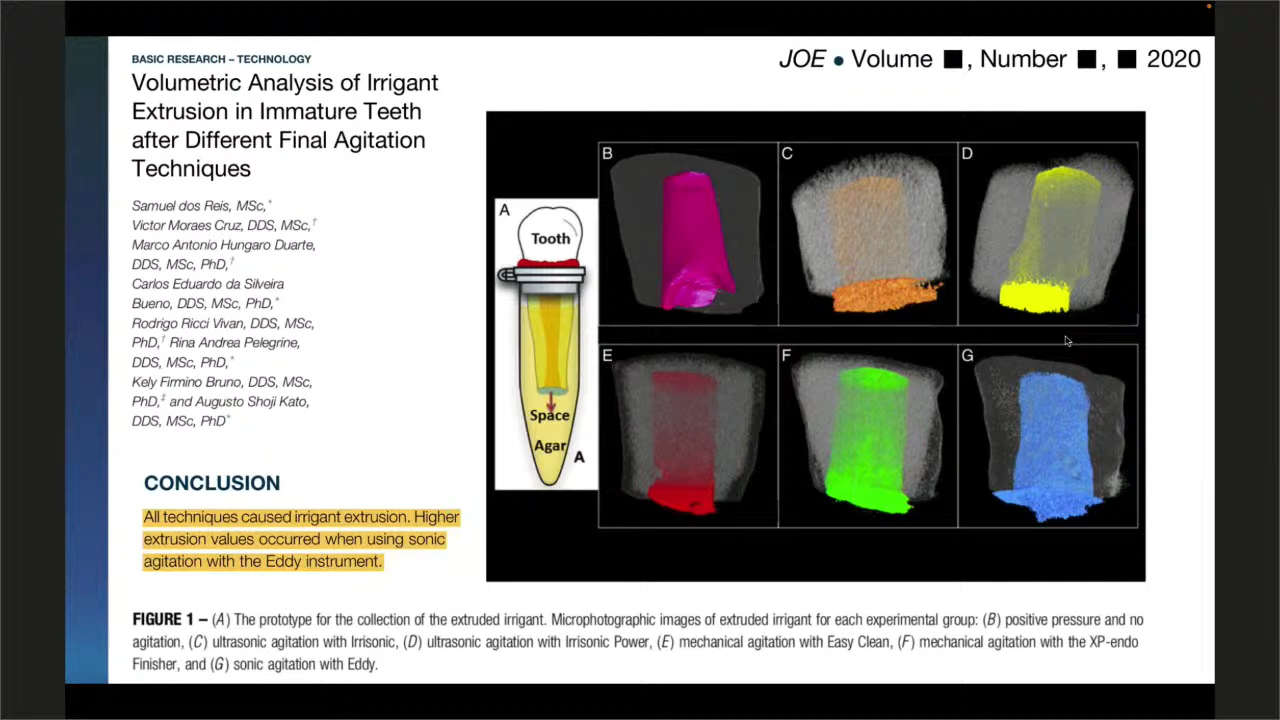 BASIC RESEARCH – TECHNOLOGY
JOE • Volume ■, Number ■, ■ 2020
Volumetric Analysis of Irrigant
Extrusion in Immature Teeth
after Different Final Agitation
Techniques
Samuel dos Reis, MSc,*
Victor Moraes Cruz, DDS, MSc,†
Marco Antonio Hungaro Duarte,
DDS, MSc, PhD,†
Carlos Eduardo da Silveira
Bueno, DDS, MSc, PhD,*
Rodrigo Ricci Vivan, DDS, MSc,
PhD,† Rina Andrea Pelegrine,
DDS, MSc, PhD,*
Kely Firmino Bruno, DDS, MSc,
PhD,‡ and Augusto Shoji Kato,
DDS, MSc, PhD*
CONCLUSION
All techniques caused irrigant extrusion. Higher
extrusion values occurred when using sonic
agitation with the Eddy instrument.
A
Tooth
Space
Agar
A
B
C
D
E
F
G
FIGURE 1 – (A) The prototype for the collection of the extruded irrigant. Microphotographic images of extruded irrigant for each experimental group: (B) positive pressure and no
agitation, (C) ultrasonic agitation with Irrisonic, (D) ultrasonic agitation with Irrisonic Power, (E) mechanical agitation with Easy Clean, (F) mechanical agitation with the XP-endo
Finisher, and (G) sonic agitation with Eddy.